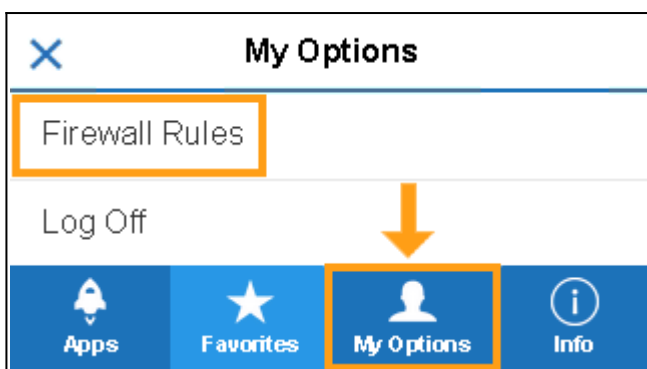 My Options
Firewall Rules
Log Off
Apps
Favorites
My Options
Info